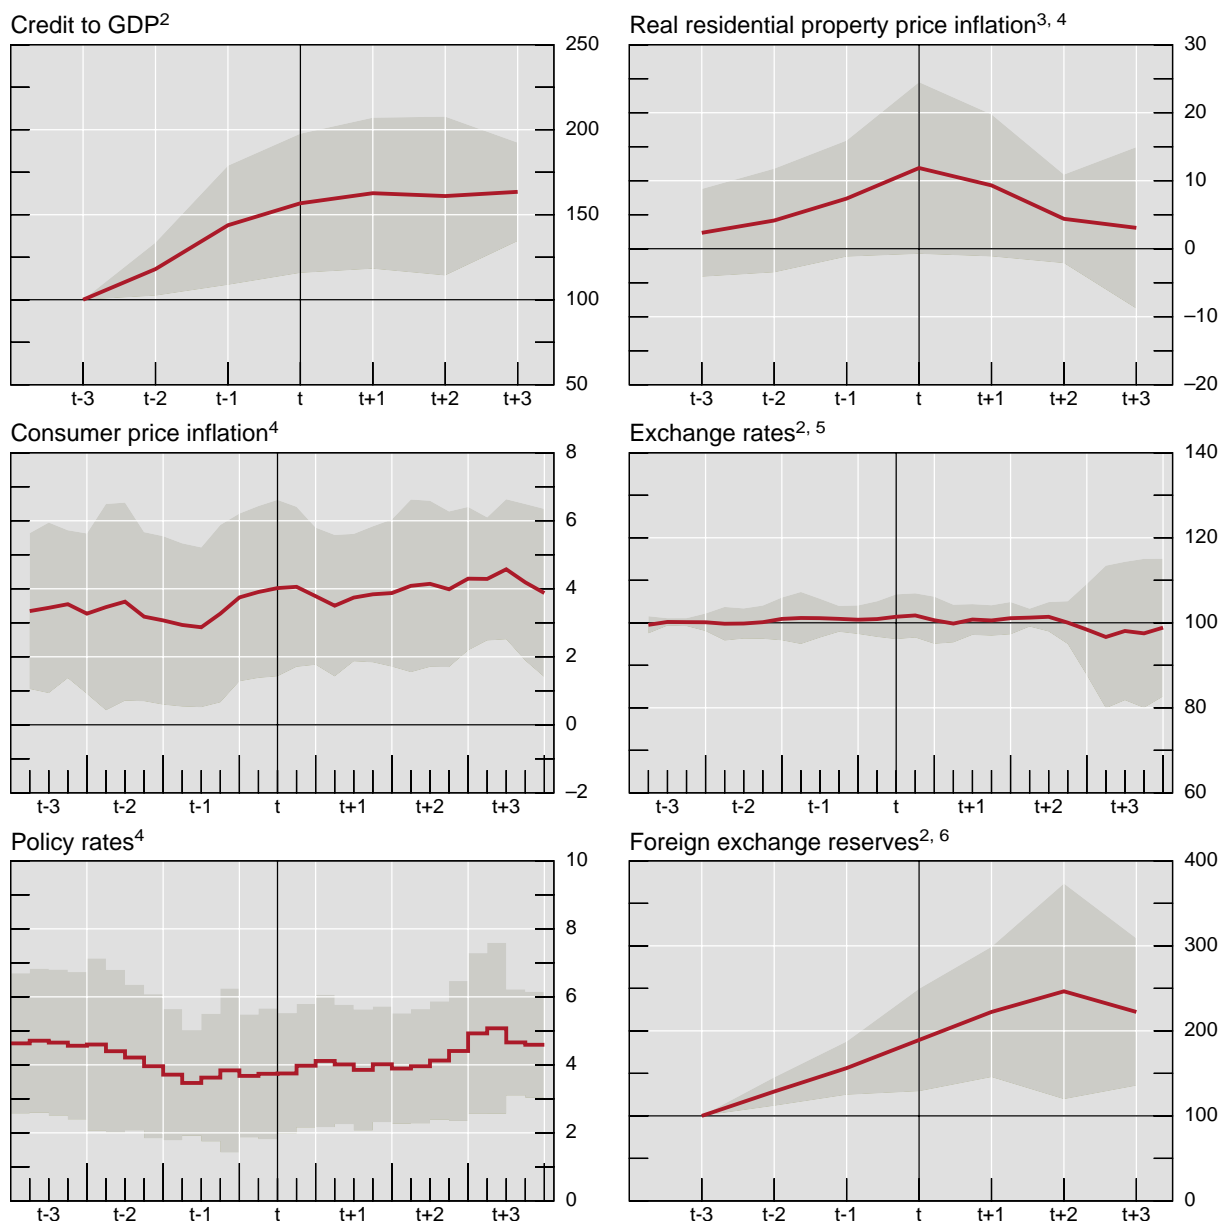 Credit to GDP2
250
200
150
100
50
t-3 t-2 t-1 t t+1 t+2 t+3
Real residential property price inflation3, 4
30
20
10
0
–10
–20
t-3 t-2 t-1 t t+1 t+2 t+3
Consumer price inflation4
8
6
4
2
0
–2
t-3 t-2 t-1 t t+1 t+2 t+3
Exchange rates2, 5
140
120
100
80
60
t-3 t-2 t-1 t t+1 t+2 t+3
Policy rates4
10
8
6
4
2
0
t-3 t-2 t-1 t t+1 t+2 t+3
Foreign exchange reserves2, 6
400
300
200
100
0
t-3 t-2 t-1 t t+1 t+2 t+3